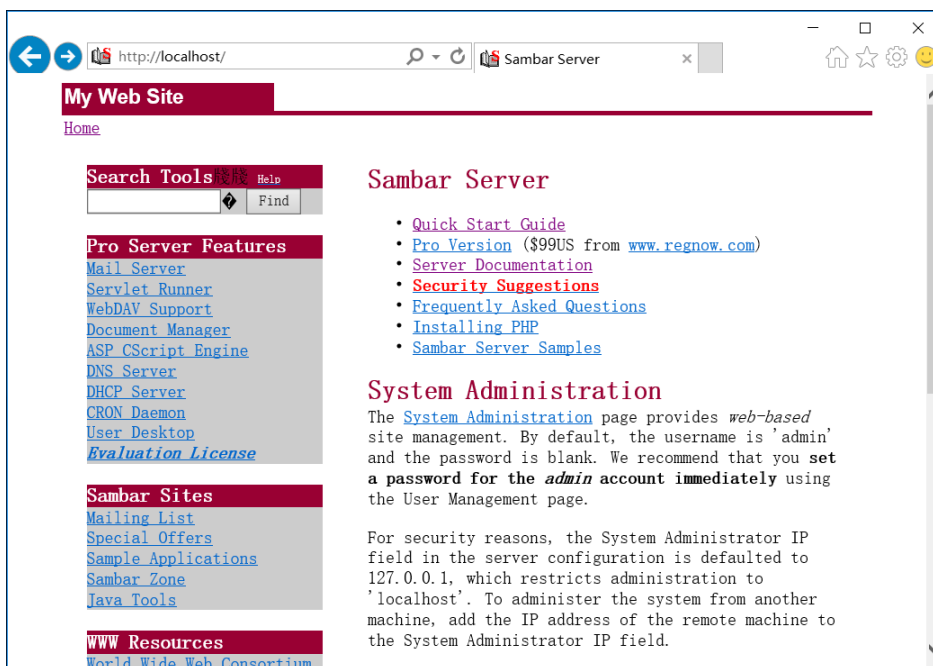 http://localhost/
Sambar Server
My Web Site
Home
Search Tools Help
Find
Pro Server Features
Mail Server
Servlet Runner
WebDAV Support
Document Manager
ASP CScript Engine
DNS Server
DHCP Server
CRON Daemon
User Desktop
Evaluation License
Sambar Sites
Mailing List
Special Offers
Sample Applications
Sambar Zone
Java Tools
WWW Resources
World Wide Web Consortium
Sambar Server
• Quick Start Guide
• Pro Version ($99US from www.regnow.com)
• Server Documentation
• Security Suggestions
• Frequently Asked Questions
• Installing PHP
• Sambar Server Samples
System Administration
The System Administration page provides web-based
site management. By default, the username is 'admin'
and the password is blank. We recommend that you set
a password for the admin account immediately using
the User Management page.
For security reasons, the System Administrator IP
field in the server configuration is defaulted to
127.0.0.1, which restricts administration to
'localhost'. To administer the system from another
machine, add the IP address of the remote machine to
the System Administrator IP field.